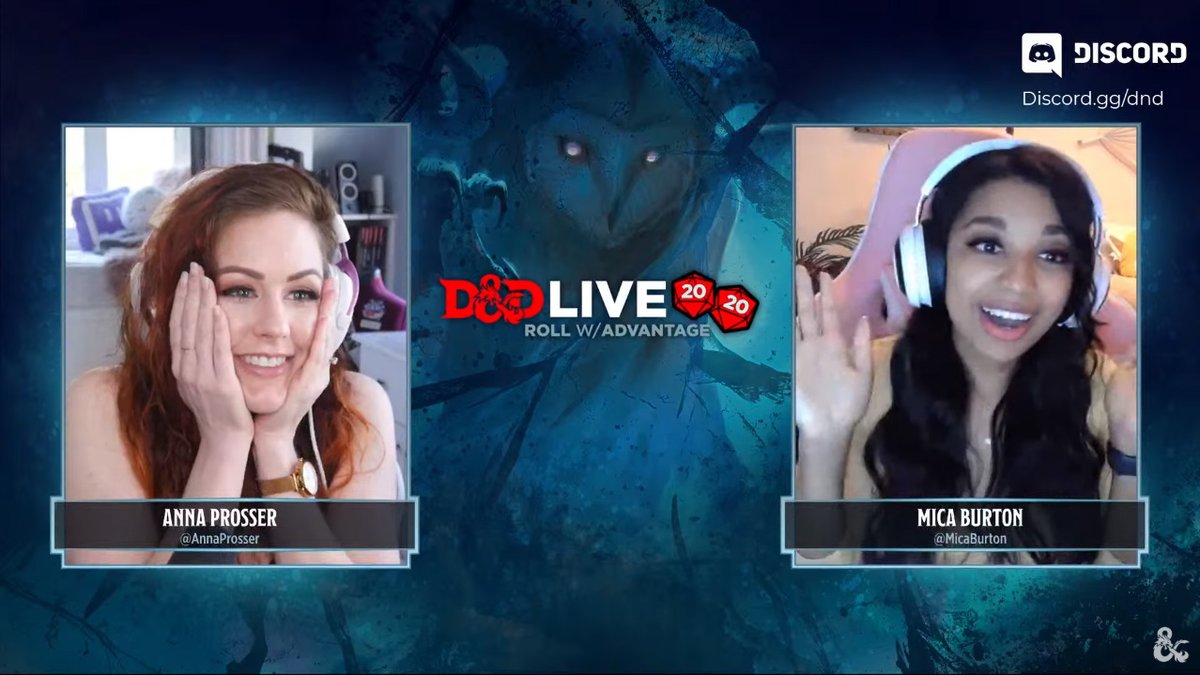 DISCORD
Discord.gg/dnd
D&D LIVE 20 20
ROLL W/ADVANTAGE
ANNA PROSSER
@AnnaProsser
MICA BURTON
@MicaBurton